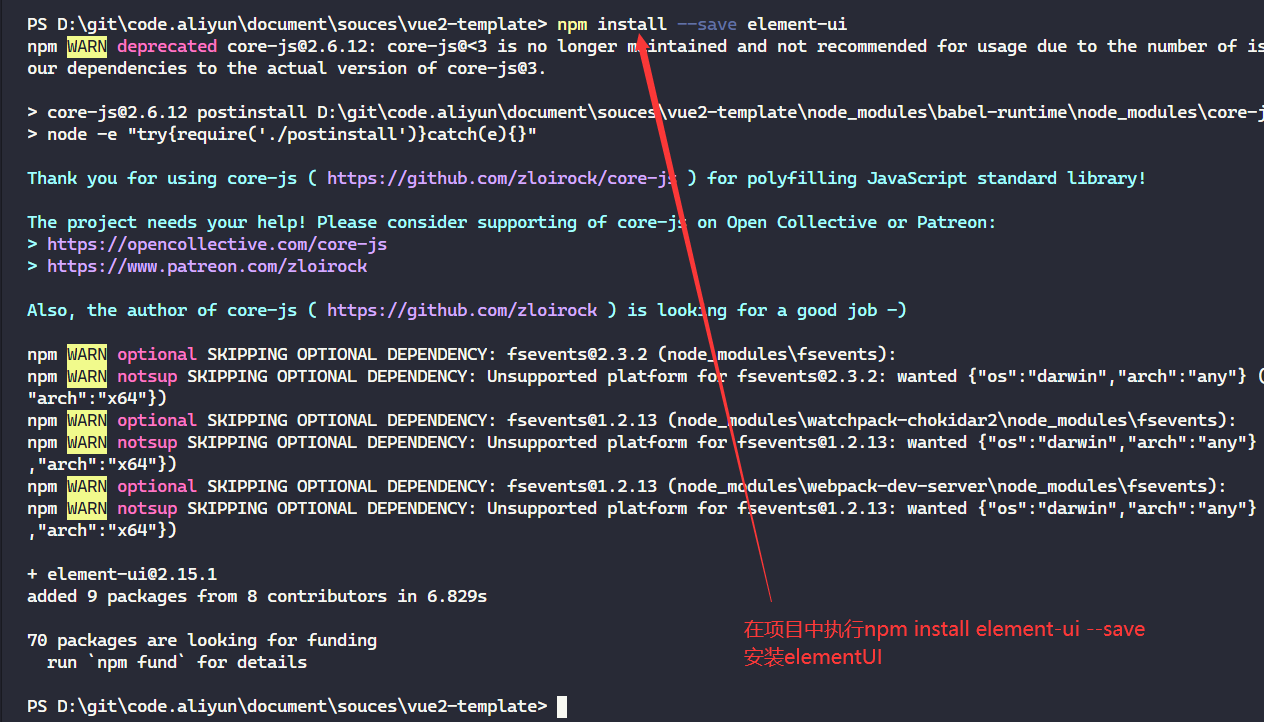 PS D:\git\code.aliyun\document\souces\vue2-template> npm install --save element-ui
npm WARN deprecated core-js@2.6.12: core-js@<3 is no longer maintained and not recommended for usage due to the number of is
our dependencies to the actual version of core-js@3.
> core-js@2.6.12 postinstall D:\git\code.aliyun\document\souces\vue2-template\node_modules\babel-runtime\node_modules\core-j
> node -e "try{require('./postinstall')}catch(e){}"
Thank you for using core-js ( https://github.com/zloirock/core-js ) for polyfilling JavaScript standard library!
The project needs your help! Please consider supporting of core-js on Open Collective or Patreon:
> https://opencollective.com/core-js
> https://www.patreon.com/zloirock
Also, the author of core-js ( https://github.com/zloirock ) is looking for a good job -)
npm WARN optional SKIPPING OPTIONAL DEPENDENCY: fsevents@2.3.2 (node_modules\fsevents):
npm WARN notsup SKIPPING OPTIONAL DEPENDENCY: Unsupported platform for fsevents@2.3.2: wanted {"os":"darwin","arch":"any"} (
"arch":"x64"})
npm WARN optional SKIPPING OPTIONAL DEPENDENCY: fsevents@1.2.13 (node_modules\watchpack-chokidar2\node_modules\fsevents):
npm WARN notsup SKIPPING OPTIONAL DEPENDENCY: Unsupported platform for fsevents@1.2.13: wanted {"os":"darwin","arch":"any"}
,"arch":"x64"})
npm WARN optional SKIPPING OPTIONAL DEPENDENCY: fsevents@1.2.13 (node_modules\webpack-dev-server\node_modules\fsevents):
npm WARN notsup SKIPPING OPTIONAL DEPENDENCY: Unsupported platform for fsevents@1.2.13: wanted {"os":"darwin","arch":"any"}
,"arch":"x64"})
+ element-ui@2.15.1
added 9 packages from 8 contributors in 6.829s
70 packages are looking for funding
run `npm fund` for details
在项目中执行npm install element-ui --save
安装elementUI
PS D:\git\code.aliyun\document\souces\vue2-template>